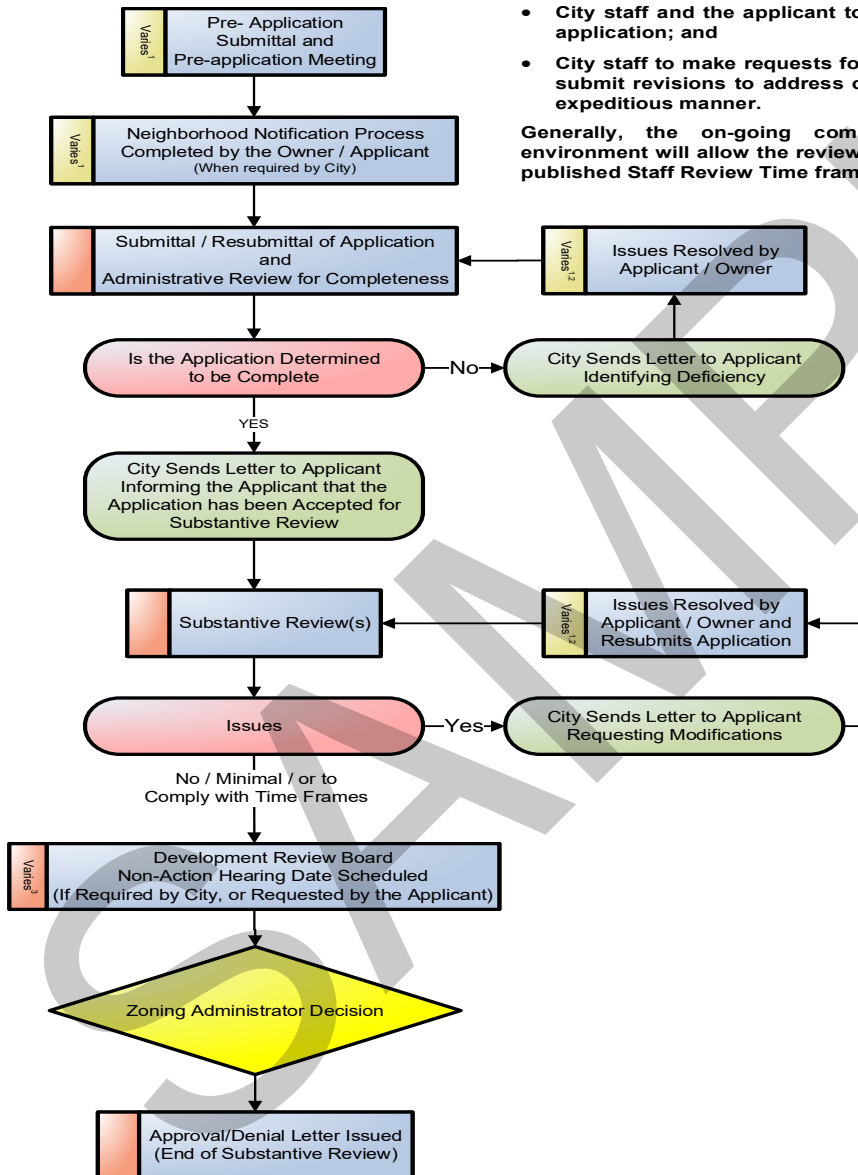 Pre- Application
Submittal and
Pre-application Meeting
Varies1
• City staff and the applicant to
application; and
• City staff to make requests fo
submit revisions to address
expeditious manner.
Generally, the on-going com
environment will allow the review
published Staff Review Time fram
Neighborhood Notification Process
Completed by the Owner / Applicant
(When required by City)
Varies1
Submittal / Resubmittal of Application
and
Administrative Review for Completeness
Issues Resolved by
Applicant / Owner
Varies1,2
Is the Application Determined
to be Complete
No
City Sends Letter to Applicant
Identifying Deficiency
YES
City Sends Letter to Applicant
Informing the Applicant that the
Application has been Accepted for
Substantive Review
Substantive Review(s)
Issues Resolved by
Applicant / Owner and
Resubmits Application
Varies1,2
Issues
Yes
City Sends Letter to Applicant
Requesting Modifications
No / Minimal / or to
Comply with Time Frames
Development Review Board
Non-Action Hearing Date Scheduled
(If Required by City, or Requested by the Applicant)
Varies3
Zoning Administrator Decision
Approval/Denial Letter Issued
(End of Substantive Review)
SAMP